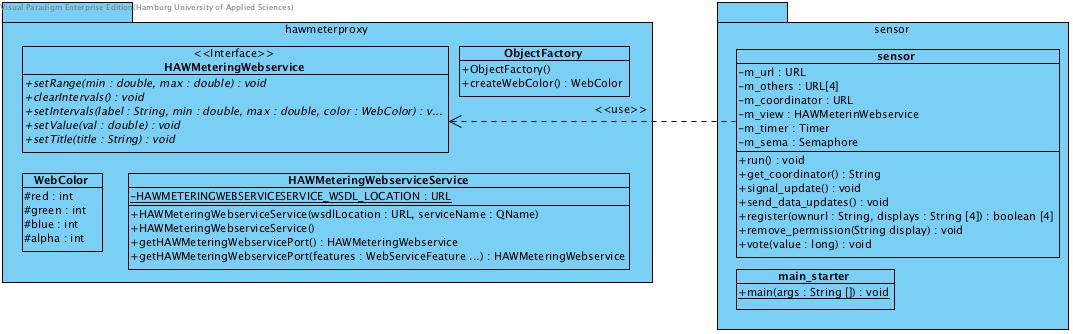 Visual Paradigm Enterprise Edition(Hamburg University of Applied Sciences)
hawmeterproxy
<<Interface>>
HAWMeteringWebservice
+setRange(min : double, max : double) : void
+clearIntervals() : void
+setIntervals(label : String, min : double, max : double, color : WebColor) : v...
+setValue(val : double) : void
+setTitle(title : String) : void
ObjectFactory
+ObjectFactory()
+createWebColor() : WebColor
<<use>>
WebColor
#red : int
#green : int
#blue : int
#alpha : int
HAWMeteringWebserviceService
-HAWMETERINGWEBSERVICESERVICE_WSDL_LOCATION : URL
+HAWMeteringWebserviceService(wsdlLocation : URL, serviceName : QName)
+HAWMeteringWebserviceService()
+getHAWMeteringWebservicePort() : HAWMeteringWebservice
+getHAWMeteringWebservicePort(features : WebServiceFeature ...) : HAWMeteringWebservice
sensor
sensor
-m_url : URL
-m_others : URL[4]
-m_coordinator : URL
-m_view : HAWMeterinWebservice
-m_timer : Timer
-m_sema : Semaphore
+run() : void
+get_coordinator() : String
+signal_update() : void
+send_data_updates() : void
+register(ownurl : String, displays : String [4]) : boolean [4]
+remove_permission(String display) : void
+vote(value : long) : void
main_starter
+main(args : String []) : void